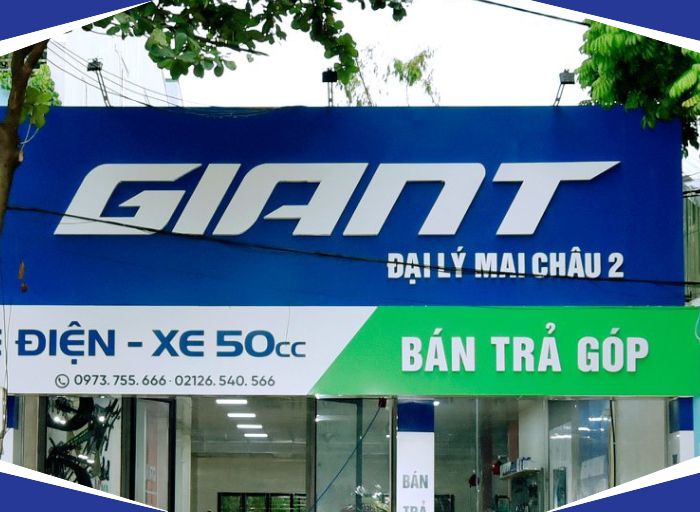 GIANT
ĐẠI LÝ MAI CHÂU 2
ĐIỆN - XE 50cc
BÁN TRẢ GÓP
0973. 755. 666 - 02126. 540. 566
BÁN
TRẢ